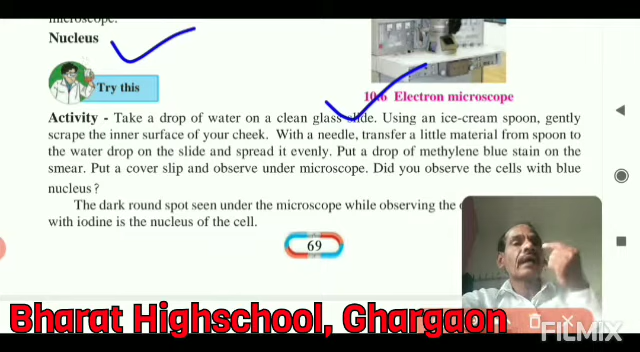 microscope.
Nucleus
Try this
10.6 Electron microscope
Activity - Take a drop of water on a clean glass slide. Using an ice-cream spoon, gently
scrape the inner surface of your cheek. With a needle, transfer a little material from spoon to
the water drop on the slide and spread it evenly. Put a drop of methylene blue stain on the
smear. Put a cover slip and observe under microscope. Did you observe the cells with blue
nucleus?
The dark round spot seen under the microscope while observing the
with iodine is the nucleus of the cell.
69
Bharat Highschool, Ghargaon
FILMIX